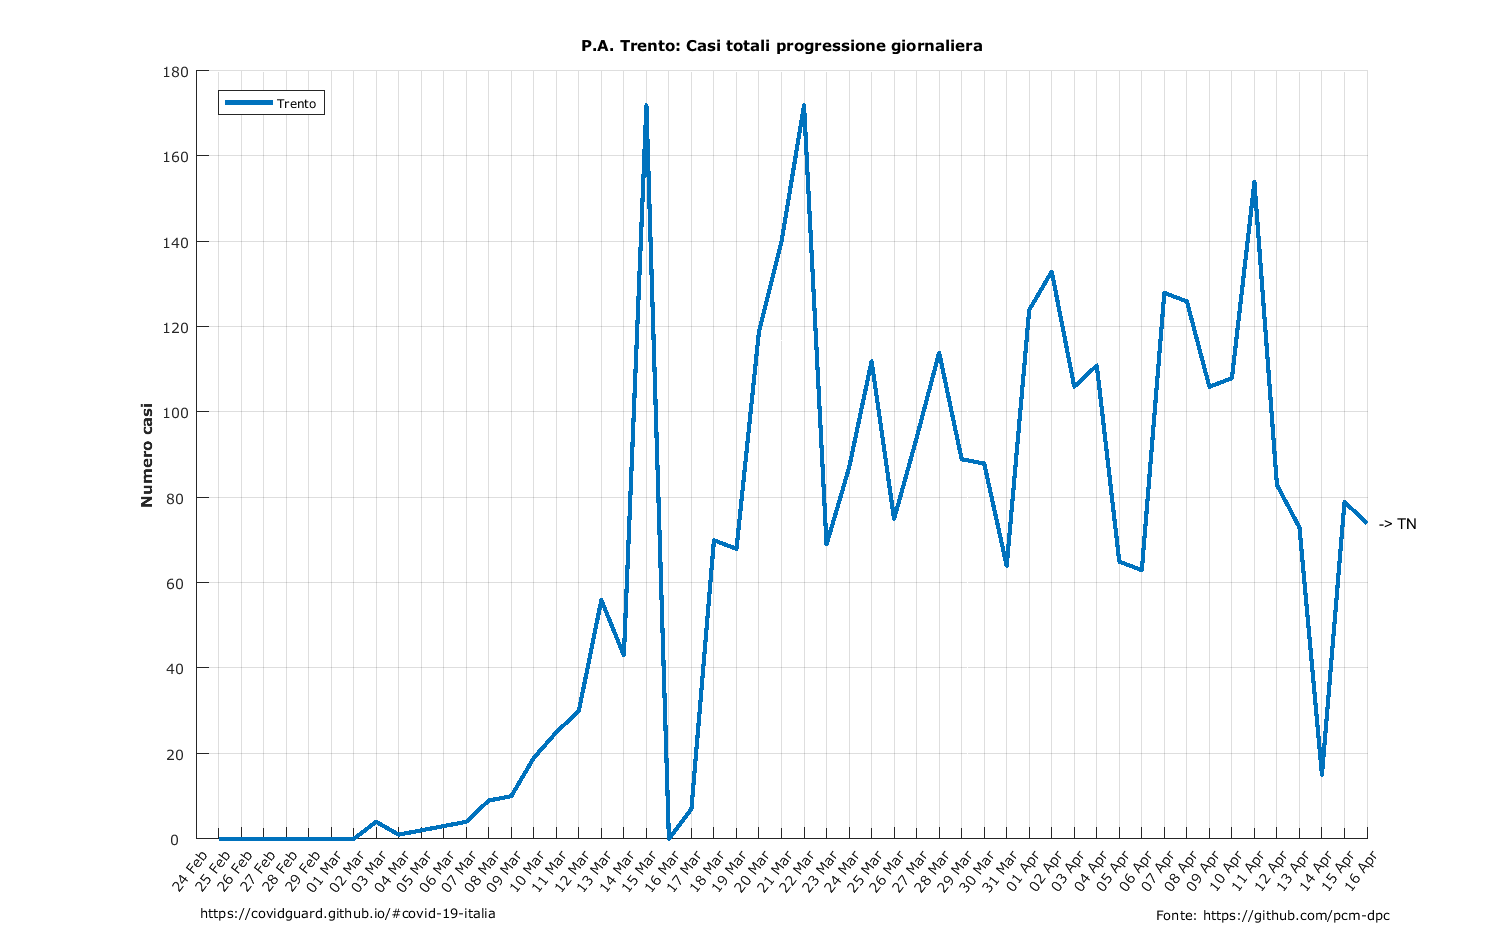 P.A. Trento: Casi totali progressione giornaliera
Trento
Numero casi
180
160
140
120
100
80
60
40
20
0
-> TN
24 Feb
25 Feb
26 Feb
27 Feb
28 Feb
29 Feb
01 Mar
02 Mar
03 Mar
04 Mar
05 Mar
06 Mar
07 Mar
08 Mar
09 Mar
10 Mar
11 Mar
12 Mar
13 Mar
14 Mar
15 Mar
16 Mar
17 Mar
18 Mar
19 Mar
20 Mar
21 Mar
22 Mar
23 Mar
24 Mar
25 Mar
26 Mar
27 Mar
28 Mar
29 Mar
30 Mar
31 Mar
01 Apr
02 Apr
03 Apr
04 Apr
05 Apr
06 Apr
07 Apr
08 Apr
09 Apr
10 Apr
11 Apr
12 Apr
13 Apr
14 Apr
15 Apr
16 Apr
https://covidguard.github.io/#covid-19-italia
Fonte: https://github.com/pcm-dpc